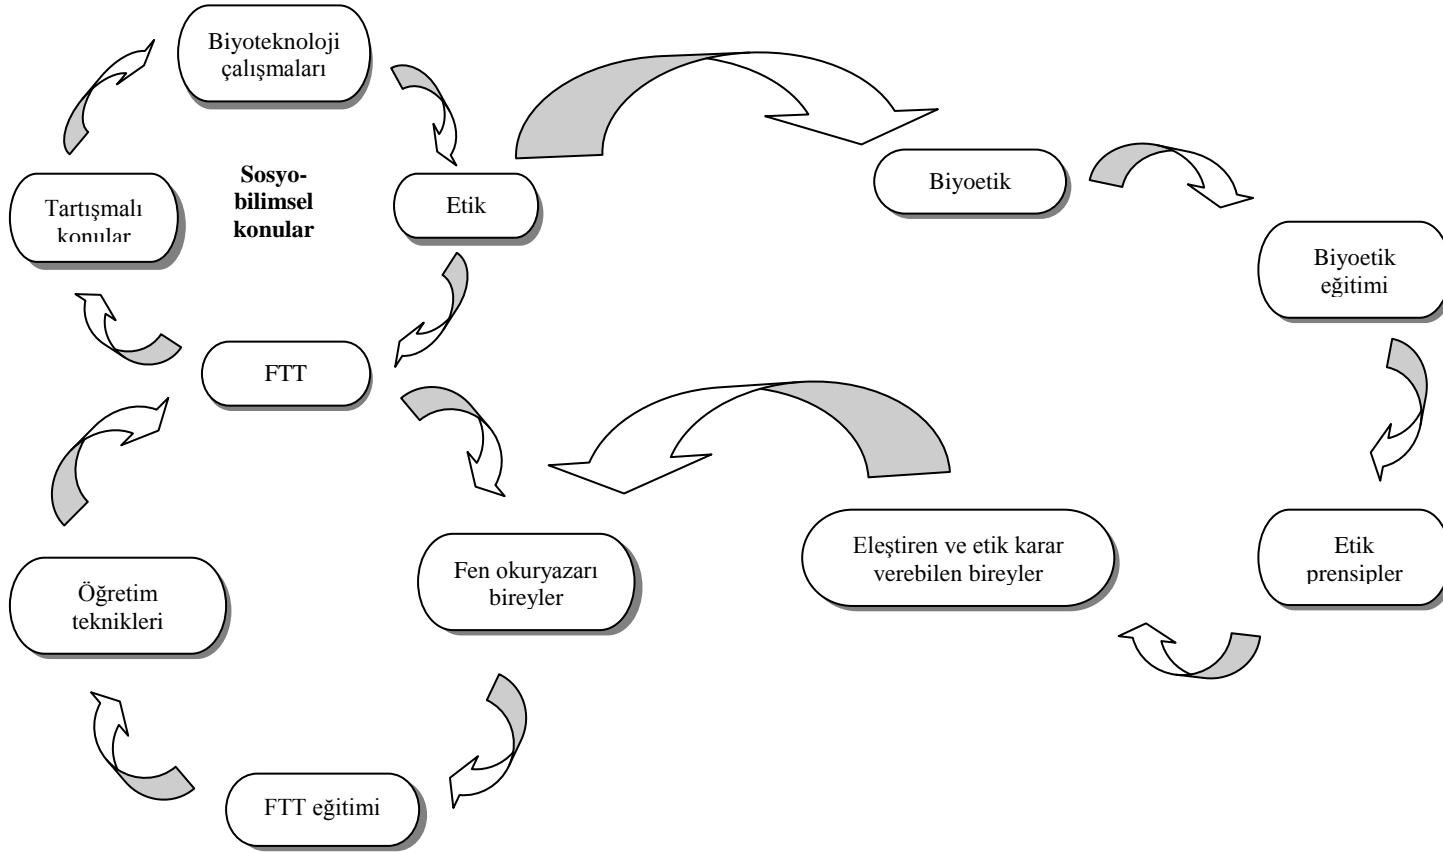 Biyoteknoloji
çalışmaları
Sosyo-
bilimsel
konular
Tartışmalı
konular
Etik
Biyoetik
Biyoetik
eğitimi
FTT
Fen okuryazarı
bireyler
Eleştiren ve etik karar
verebilen bireyler
Etik
prensipler
Öğretim
teknikleri
FTT eğitimi